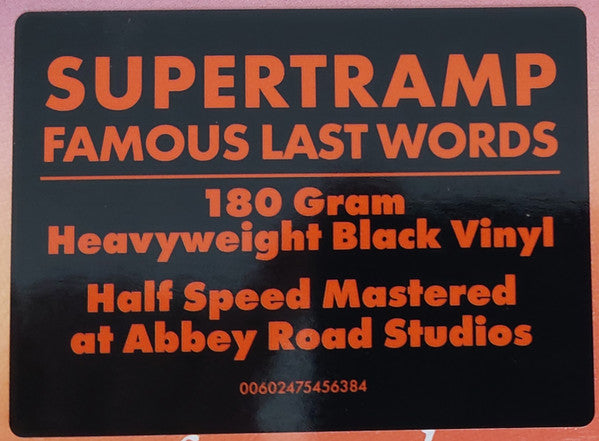 SUPERTRAMP
FAMOUS LAST WORDS
180 Gram
Heavyweight Black Vinyl
Half Speed Mastered
at Abbey Road Studios
00602475456384